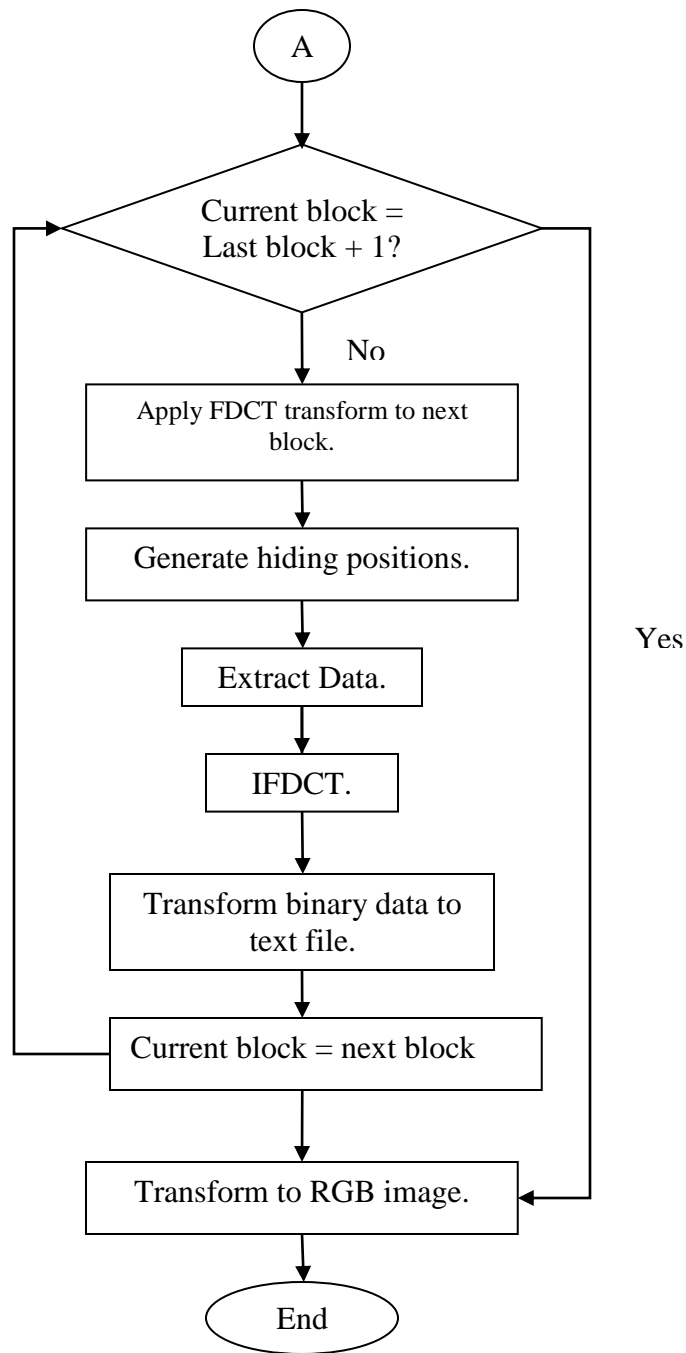 A
Current block =
Last block + 1?
No
Apply FDCT transform to next
block.
Generate hiding positions.
Yes
Extract Data.
IFDCT.
Transform binary data to
text file.
Current block = next block
Transform to RGB image.
End